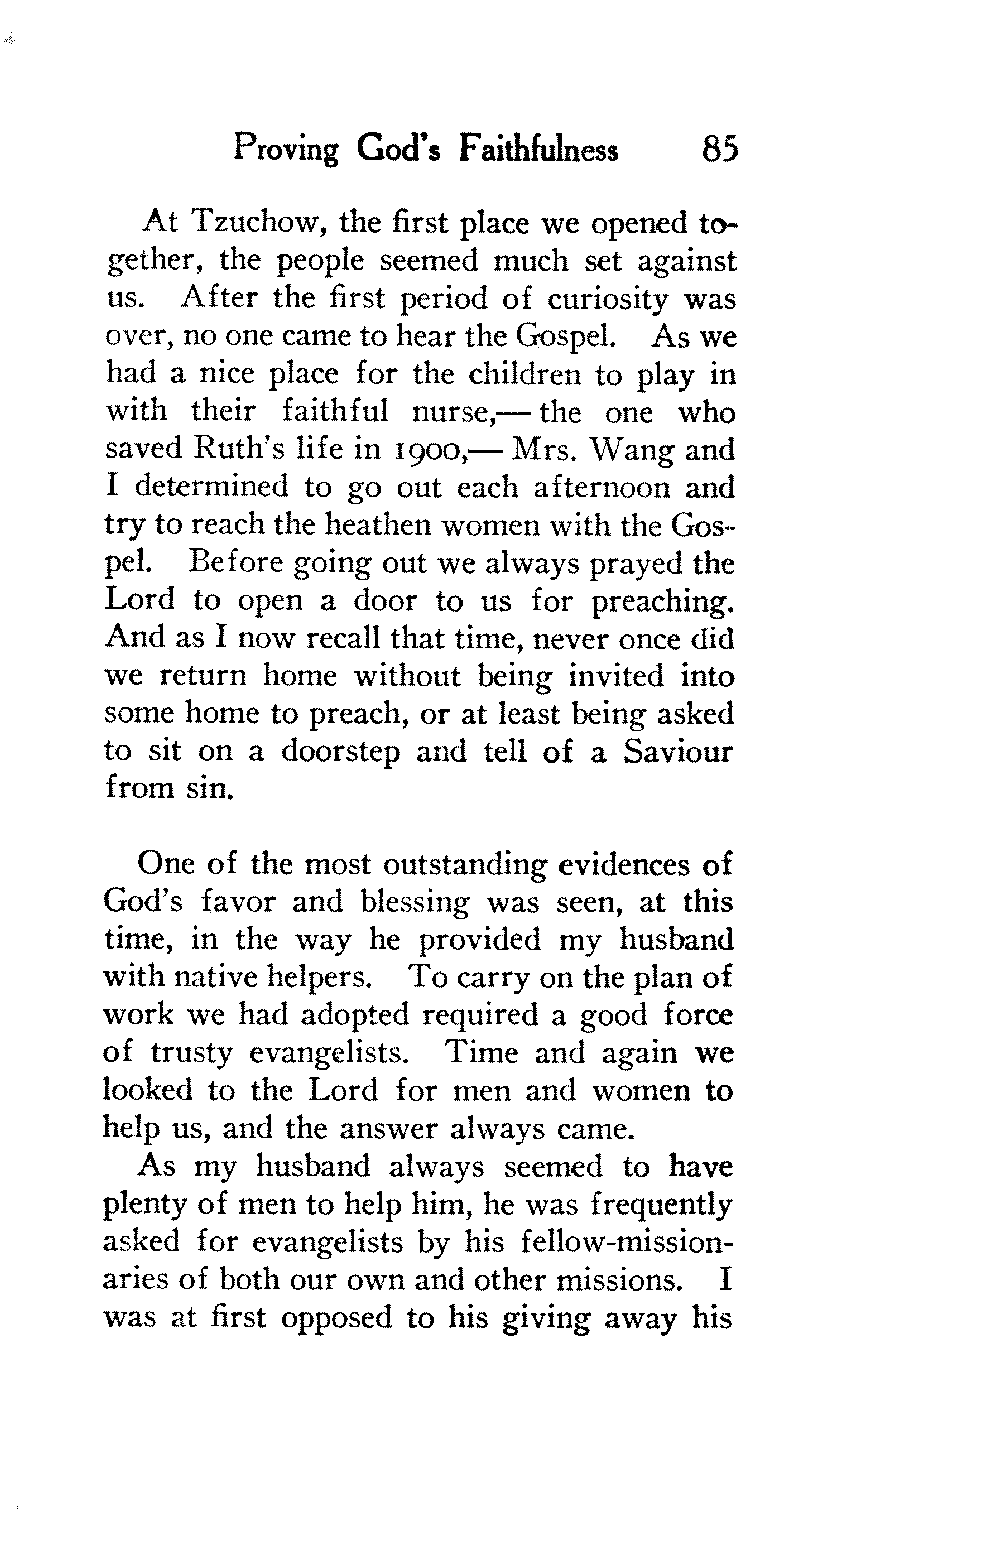 Proving God's Faithfulness 85
At Tzuchow, the first place we opened to-
gether, the people seemed much set against
us. After the first period of curiosity was
over, no one came to hear the Gospel. As we
had a nice place for the children to play in
with their faithful nurse,— the one who
saved Ruth's life in 1900,— Mrs. Wang and
I determined to go out each afternoon and
try to reach the heathen women with the Gos-
pel. Before going out we always prayed the
Lord to open a door to us for preaching.
And as I now recall that time, never once did
we return home without being invited into
some home to preach, or at least being asked
to sit on a doorstep and tell of a Saviour
from sin.
One of the most outstanding evidences of
God's favor and blessing was seen, at this
time, in the way he provided my husband
with native helpers. To carry on the plan of
work we had adopted required a good force
of trusty evangelists. Time and again we
looked to the Lord for men and women to
help us, and the answer always came.
As my husband always seemed to have
plenty of men to help him, he was frequently
asked for evangelists by his fellow-mission-
aries of both our own and other missions. I
was at first opposed to his giving away his